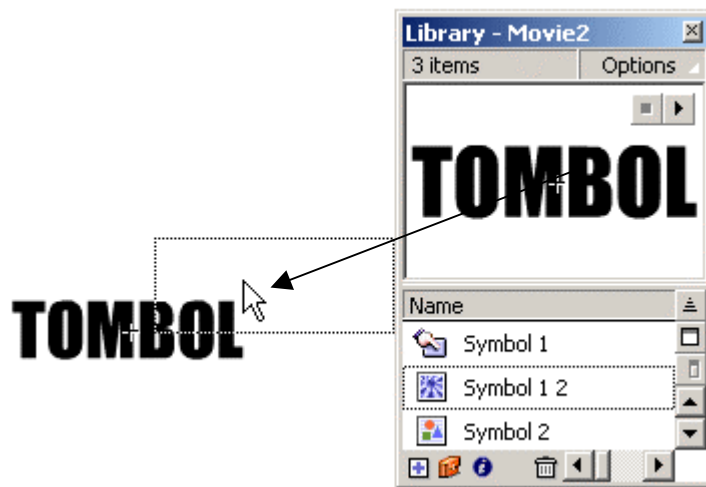 Library - Movie2
3 items Options
TOMBOL
TOMBOL
Name
Symbol 1
Symbol 1 2
Symbol 2